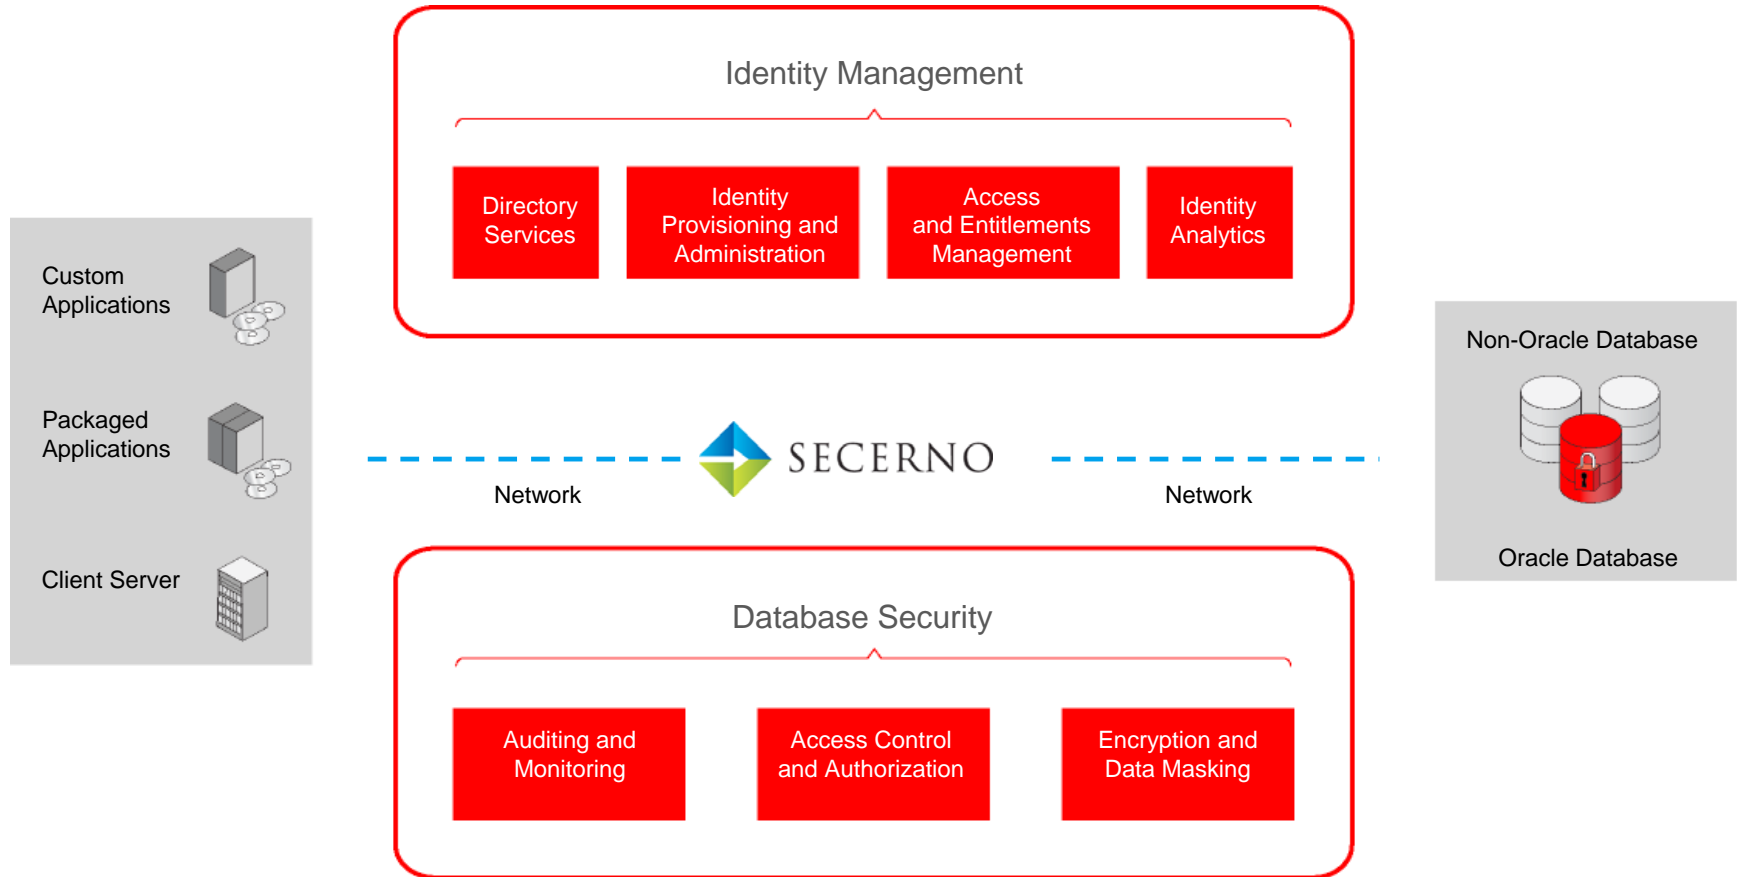 Identity Management
Directory
Services
Identity
Provisioning and
Administration
Access
and Entitlements
Management
Identity
Analytics
Custom
Applications
Packaged
Applications
Client Server
SECERNO
Network
Network
Non-Oracle Database
Oracle Database
Database Security
Auditing and
Monitoring
Access Control
and Authorization
Encryption and
Data Masking